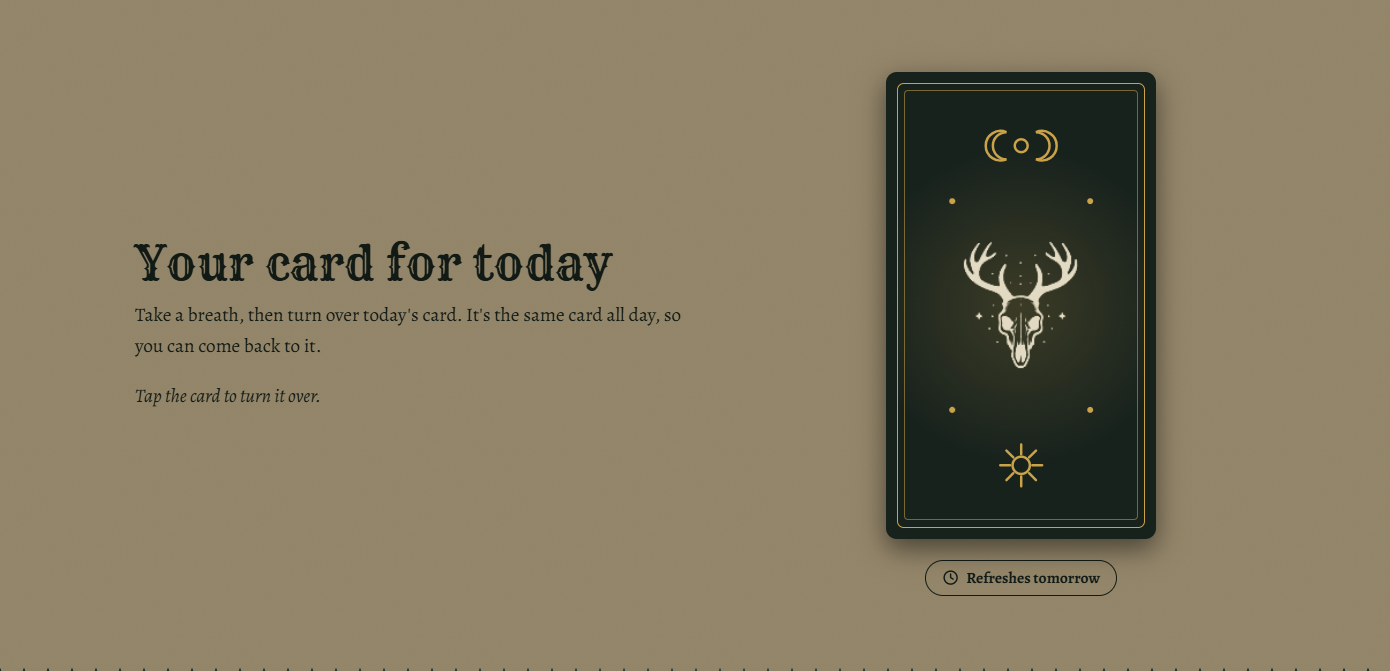 Your card for today
Take a breath, then turn over today's card. It's the same card all day, so
you can come back to it.
Tap the card to turn it over.
Refreshes tomorrow